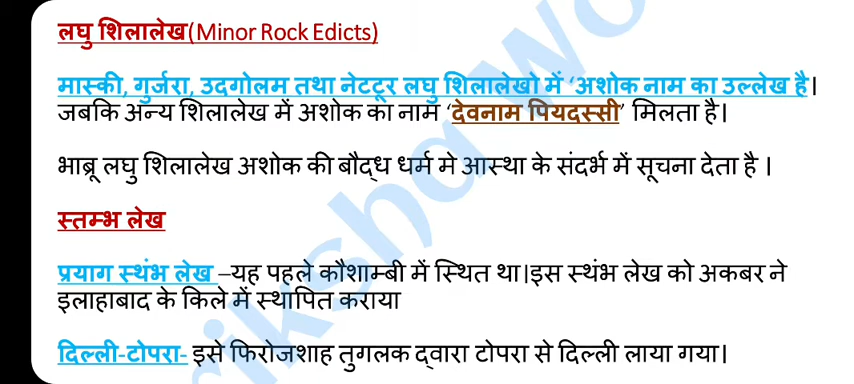 लघु शिलालेख(Minor Rock Edicts)
मास्की, गुर्जरा, उदगोलम तथा नेटटूर लघु शिलालेखो में ‘अशोक नाम का उल्लेख है।
जबकि अन्य शिलालेख में अशोक का नाम ‘देवनाम पियदस्सी’ मिलता है।
भाब्रू लघु शिलालेख अशोक की बौद्ध धर्म मे आस्था के संदर्भ में सूचना देता है ।
स्तम्भ लेख
प्रयाग स्थंभ लेख –यह पहले कौशाम्बी में स्थित था।इस स्थंभ लेख को अकबर ने
इलाहाबाद के किले में स्थापित कराया
दिल्ली-टोपरा- इसे फिरोजशाह तुगलक द्वारा टोपरा से दिल्ली लाया गया।